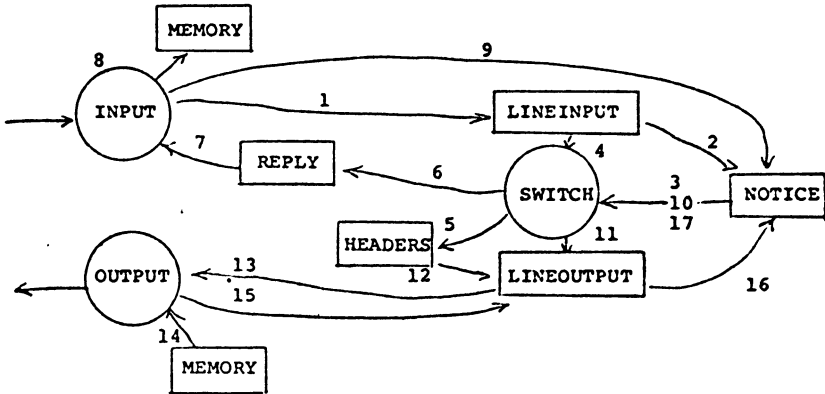 MEMORY
8
9
INPUT
1
LINEINPUT
2
7
REPLY
6
4
SWITCH
3
10
17
NOTICE
5
HEADERS
11
12
LINEOUTPUT
16
OUTPUT
13
15
14
MEMORY